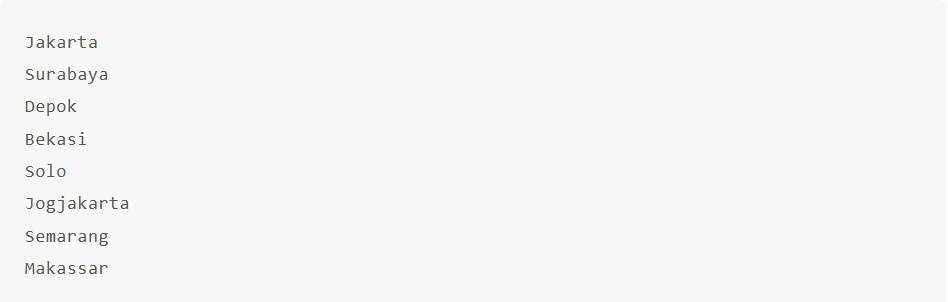 Jakarta
Surabaya
Depok
Bekasi
Solo
Jogjakarta
Semarang
Makassar